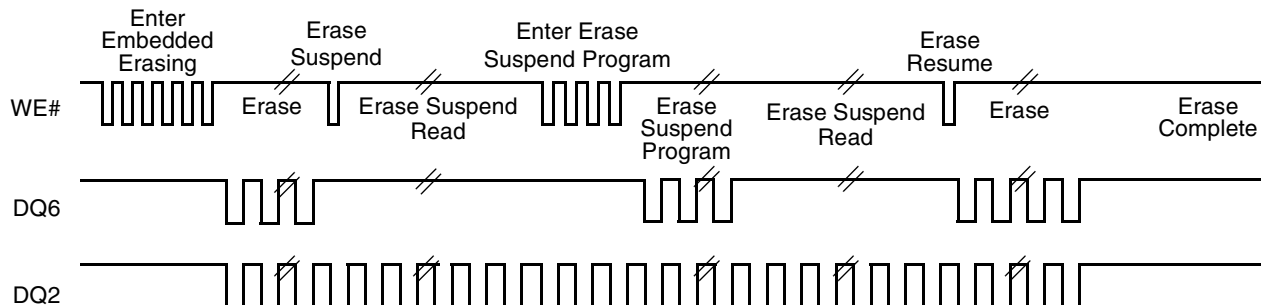 Enter
Embedded
Erasing
Erase
Suspend
Enter Erase
Suspend Program
Erase
Resume
WE#
Erase
Erase Suspend
Read
Erase
Suspend
Program
Erase Suspend
Read
Erase
Erase
Complete
DQ6
DQ2